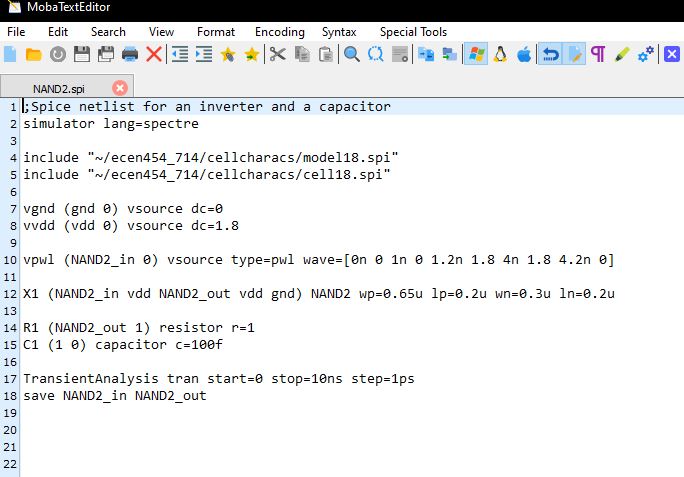 MobaTextEditor
File Edit Search View Format Encoding Syntax Special Tools
NAND2.spi
1 ;Spice netlist for an inverter and a capacitor
2 simulator lang=spectre
3
4 include "~/ecen454_714/cellcharacs/model18.spi"
5 include "~/ecen454_714/cellcharacs/cell18.spi"
6
7 vgnd (gnd 0) vsource dc=0
8 vvdd (vdd 0) vsource dc=1.8
9
10 vpwl (NAND2_in 0) vsource type=pwl wave=[0n 0 1n 0 1.2n 1.8 4n 1.8 4.2n 0]
11
12 X1 (NAND2_in vdd NAND2_out vdd gnd) NAND2 wp=0.65u lp=0.2u wn=0.3u ln=0.2u
13
14 R1 (NAND2_out 1) resistor r=1
15 C1 (1 0) capacitor c=100f
16
17 TransientAnalysis tran start=0 stop=10ns step=1ps
18 save NAND2_in NAND2_out
19
20
21
22